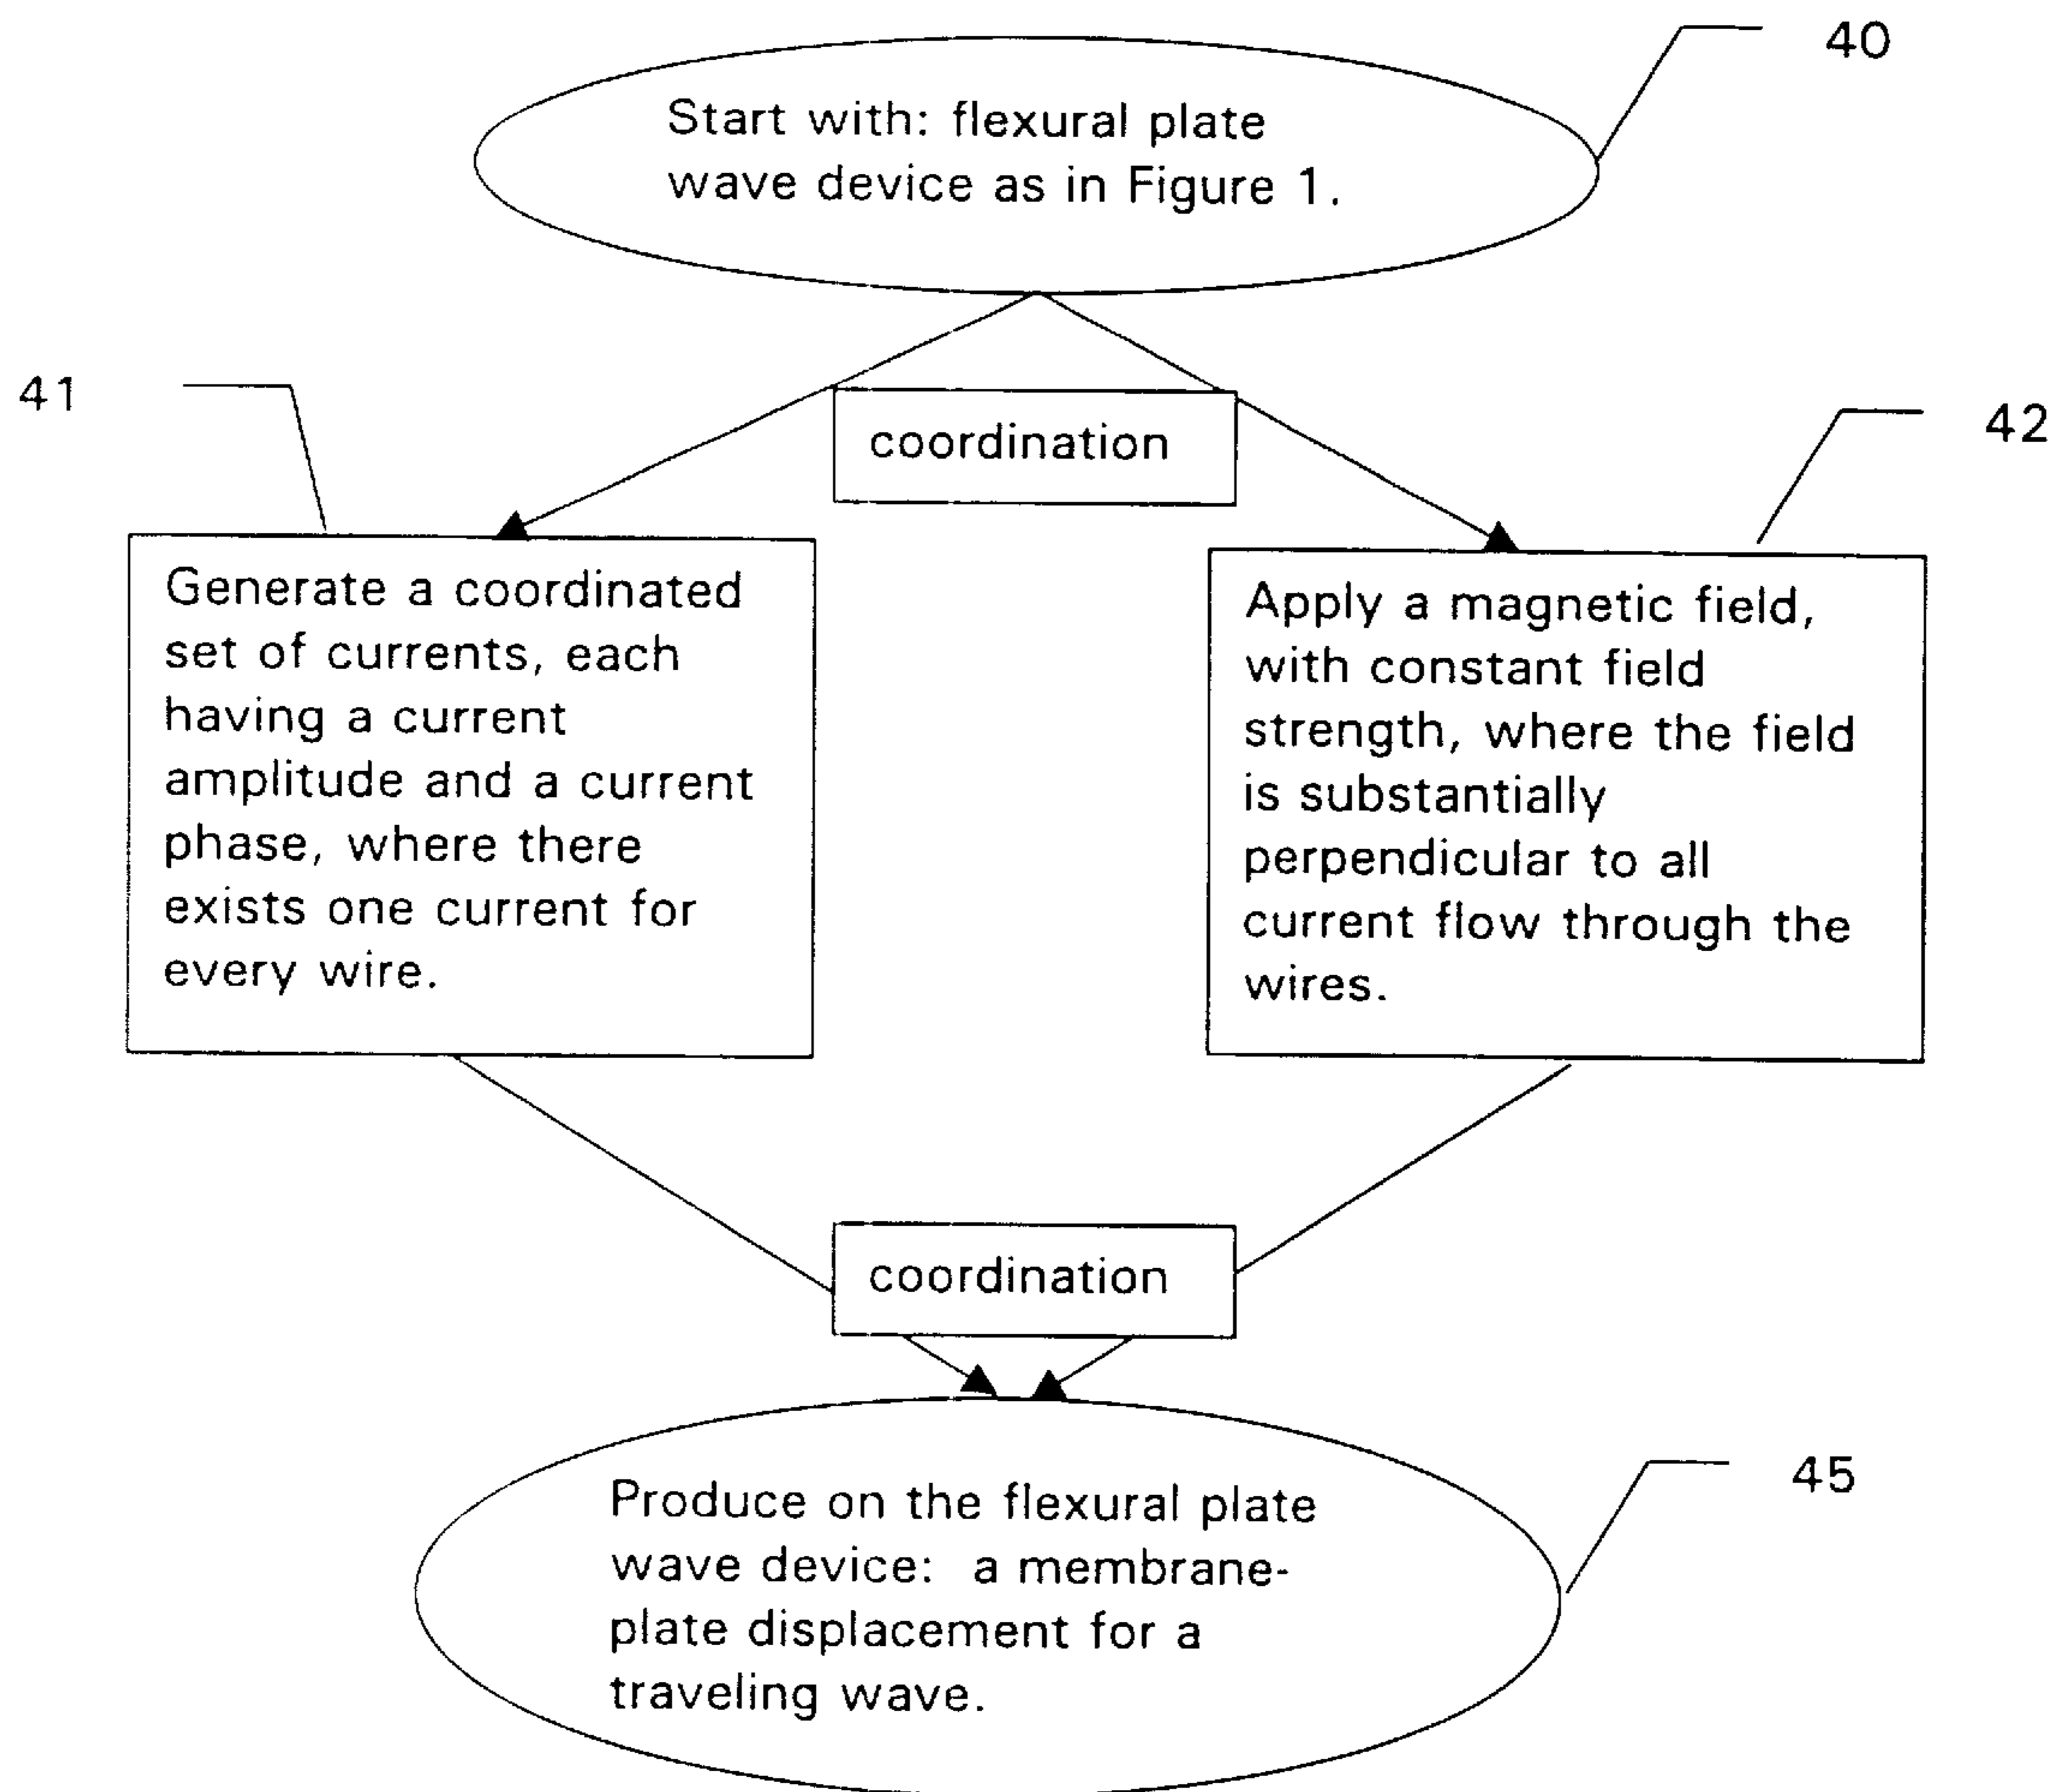 40
Start with: flexural plate
wave device as in Figure 1.
41
coordination
42
Generate a coordinated
set of currents, each
having a current
amplitude and a current
phase, where there
exists one current for
every wire.
Apply a magnetic field,
with constant field
strength, where the field
is substantially
perpendicular to all
current flow through the
wires.
coordination
45
Produce on the flexural plate
wave device: a membrane-
plate displacement for a
traveling wave.